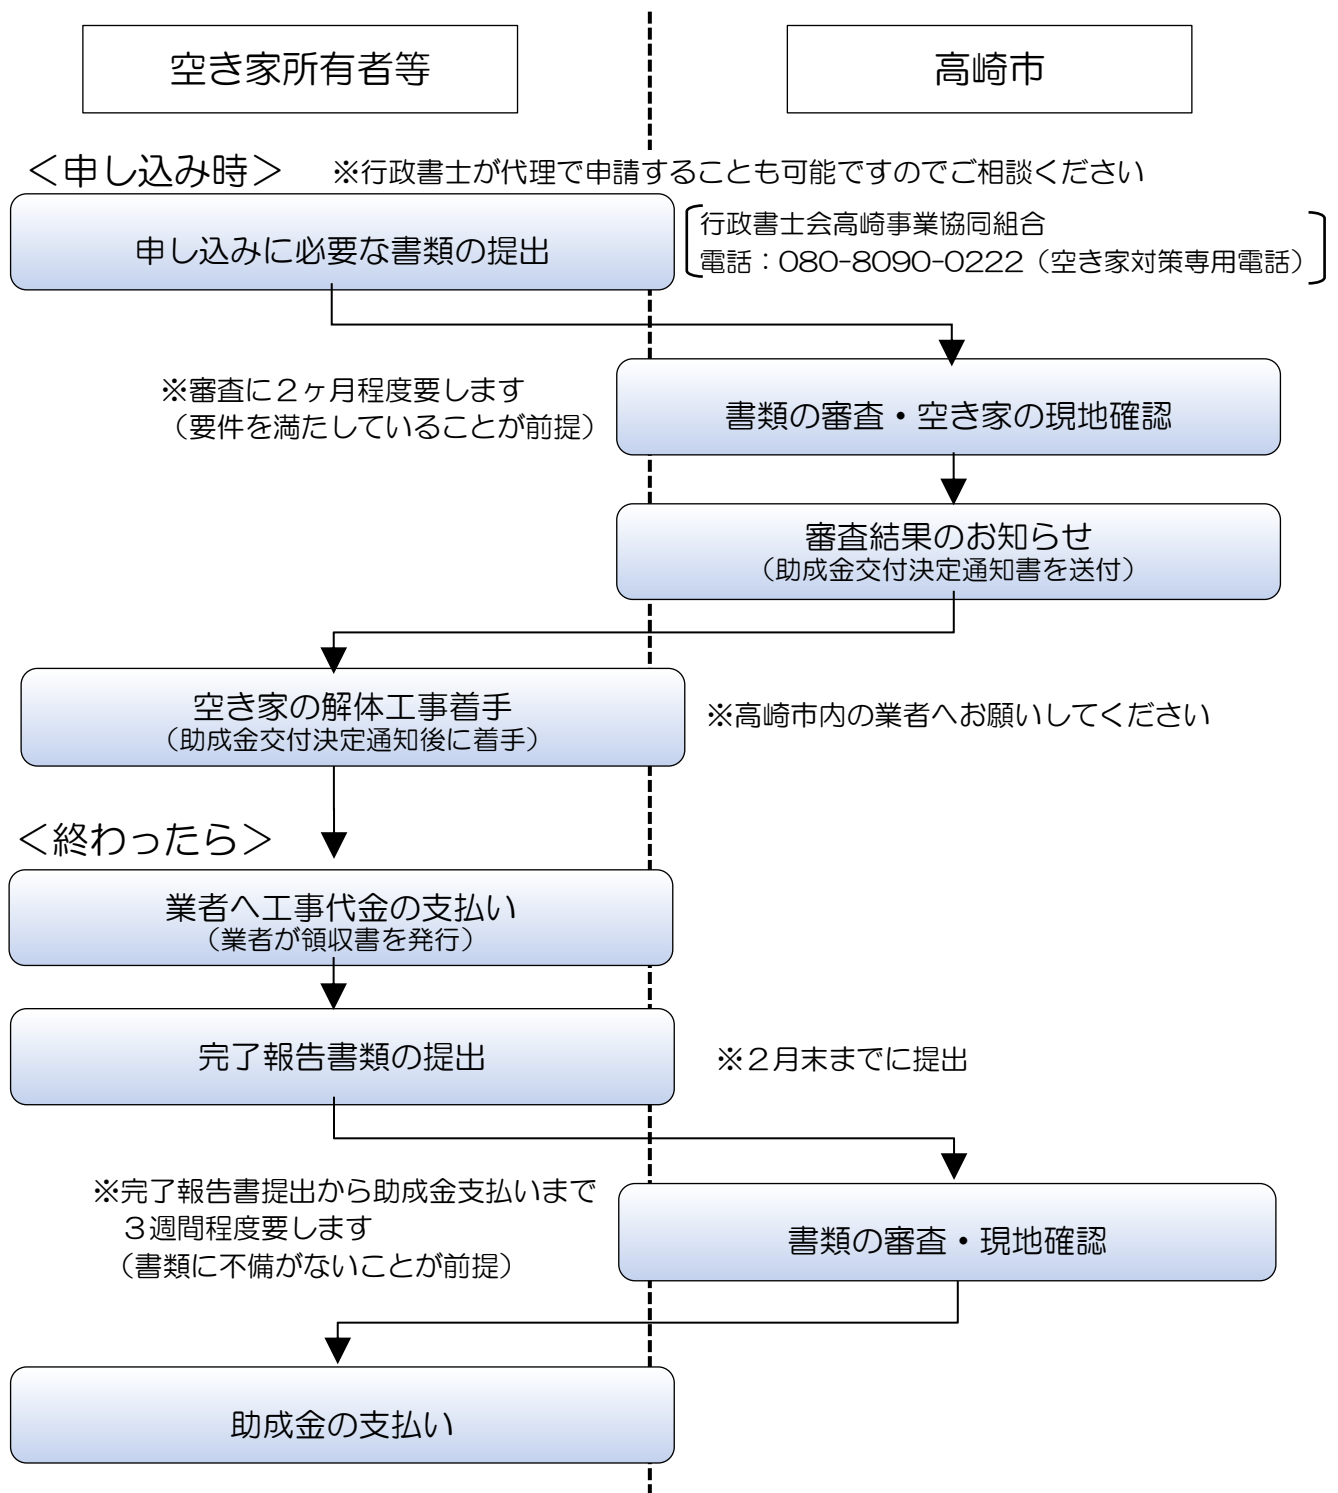 空き家所有者等
高崎市
＜申し込み時＞
※行政書士が代理で申請することも可能ですのでご相談ください
申し込みに必要な書類の提出
行政書士会高崎事業協同組合
電話：080-8090-0222（空き家対策専用電話）
※審査に２ヶ月程度要します
（要件を満たしていることが前提）
書類の審査・空き家の現地確認
審査結果のお知らせ
（助成金交付決定通知書を送付）
空き家の解体工事着手
（助成金交付決定通知後に着手）
※高崎市内の業者へお願いしてください
＜終わったら＞
業者へ工事代金の支払い
（業者が領収書を発行）
完了報告書類の提出
※２月末までに提出
※完了報告書提出から助成金支払いまで
３週間程度要します
（書類に不備がないことが前提）
書類の審査・現地確認
助成金の支払い